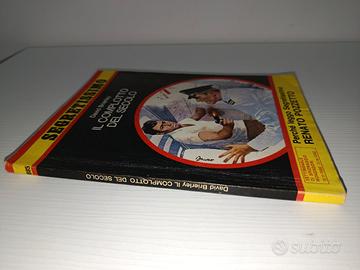 SEGRETISSIMO
David Brierley
IL COMPLOTTO
DEL SECOLO
Perché leggo Segretissimo
RENATO POZZETTO
David Brierley IL COMPLOTTO DEL SECOLO
subito